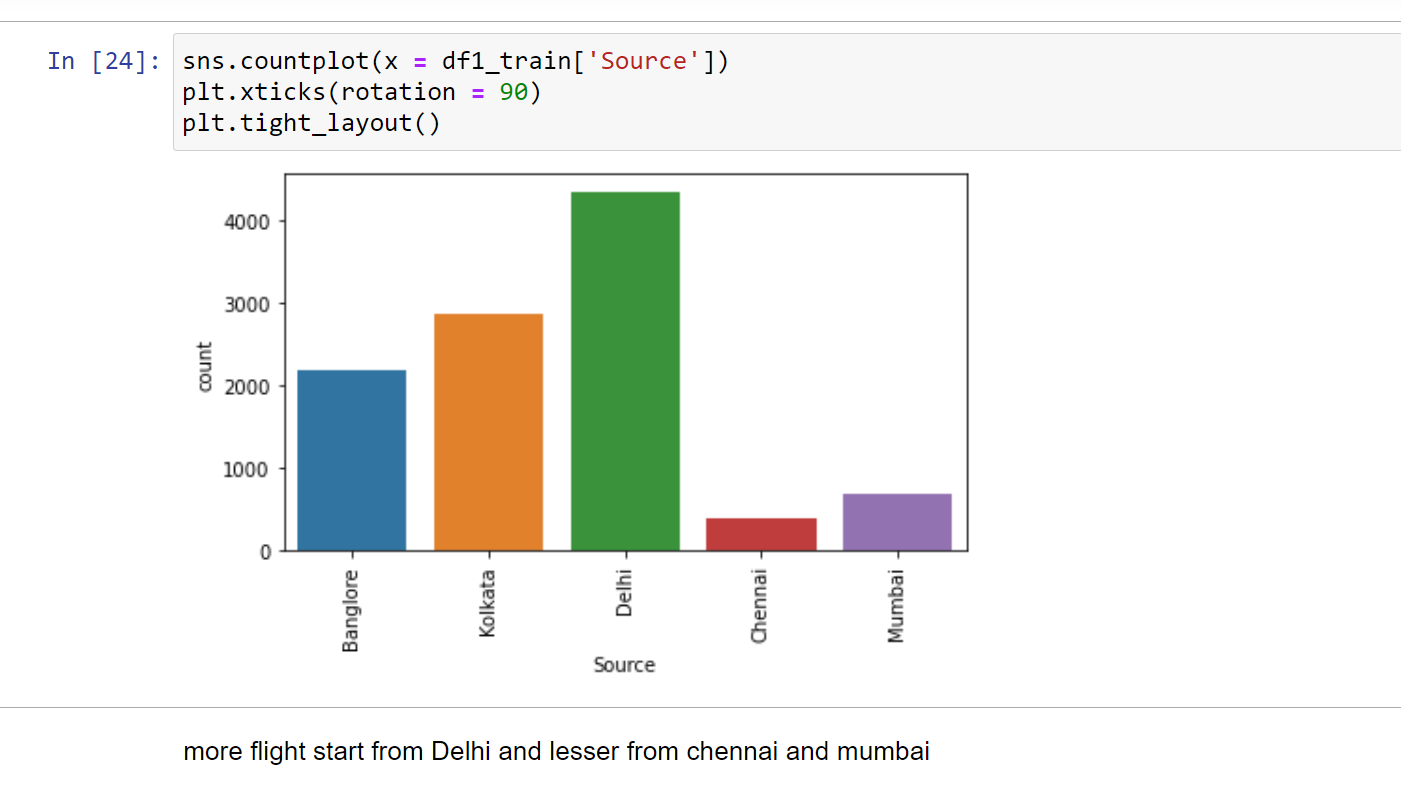 In [24]:
sns.countplot(x = df1_train['Source'])
plt.xticks(rotation = 90)
plt.tight_layout()
4000
3000
2000
1000
0
count
Banglore
Kolkata
Delhi
Chennai
Mumbai
Source
more flight start from Delhi and lesser from chennai and mumbai